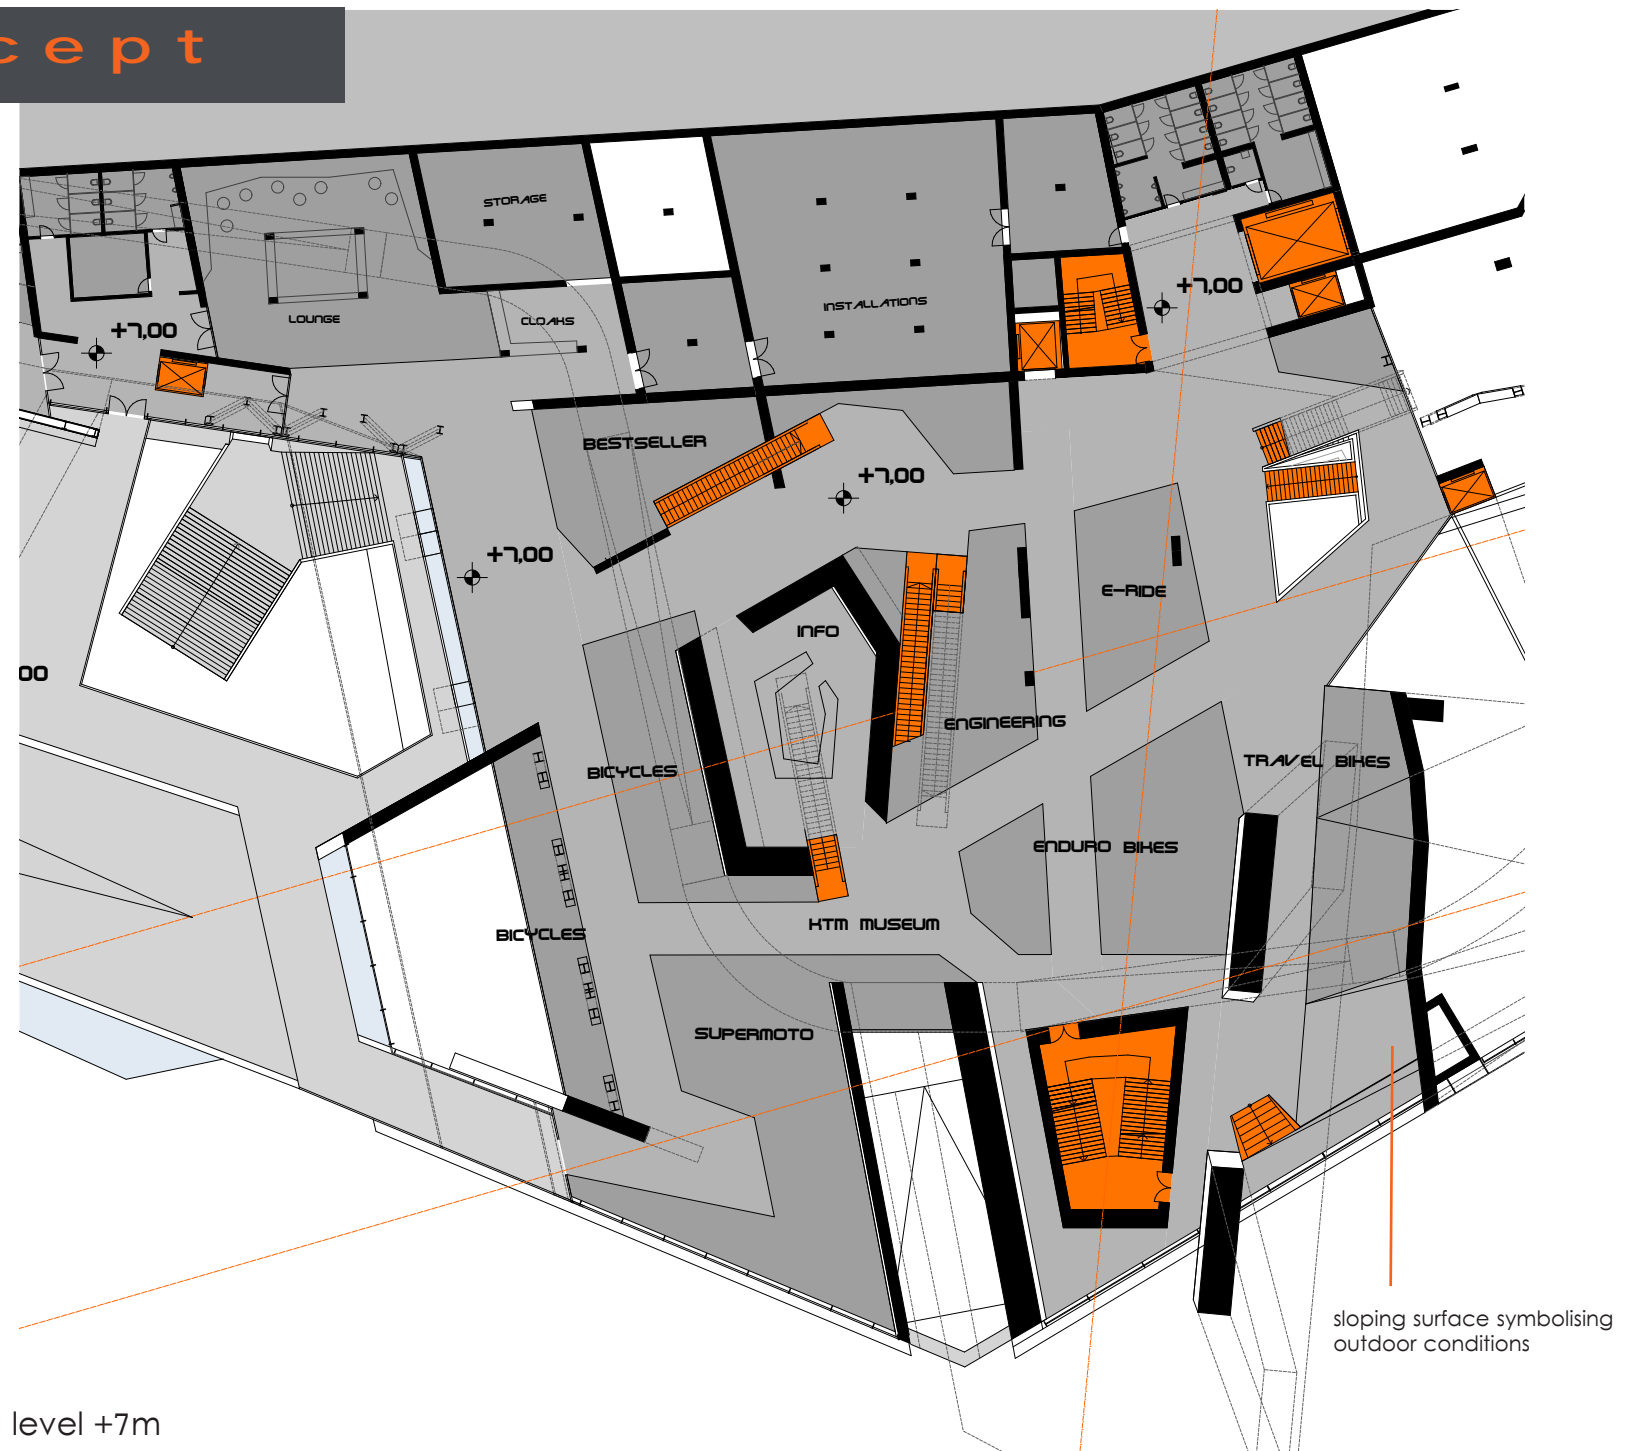 cept
STORAGE
+7,00
INSTALLATIONS
LOUNGE
CLOAKS
+7,00
BESTSELLER
+7,00
+7,00
E-RIDE
INFO
00
ENGINEERING
TRAVEL BIKES
BICYCLES
ENDURO BIKES
KTM MUSEUM
BICYCLES
SUPERMOTO
sloping surface symbolising
outdoor conditions
level +7m